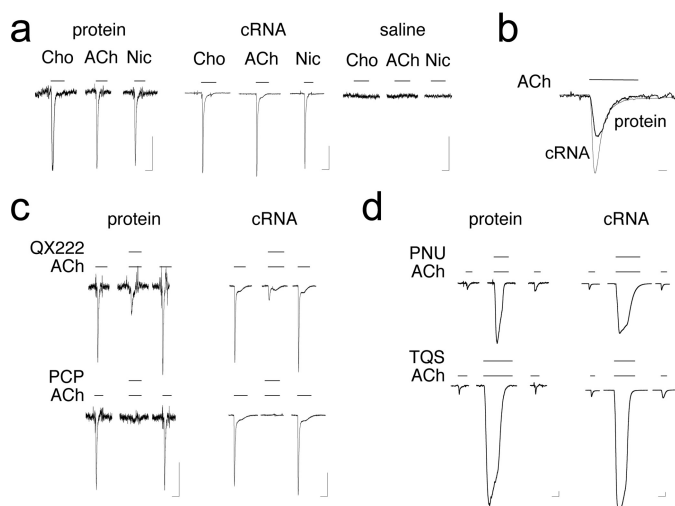 a
protein cRNA saline
Cho ACh Nic Cho ACh Nic Cho ACh Nic
b
ACh
protein
cRNA
c
protein cRNA
QX222
ACh
PCP
ACh
d
protein cRNA
PNU
ACh
TQS
ACh